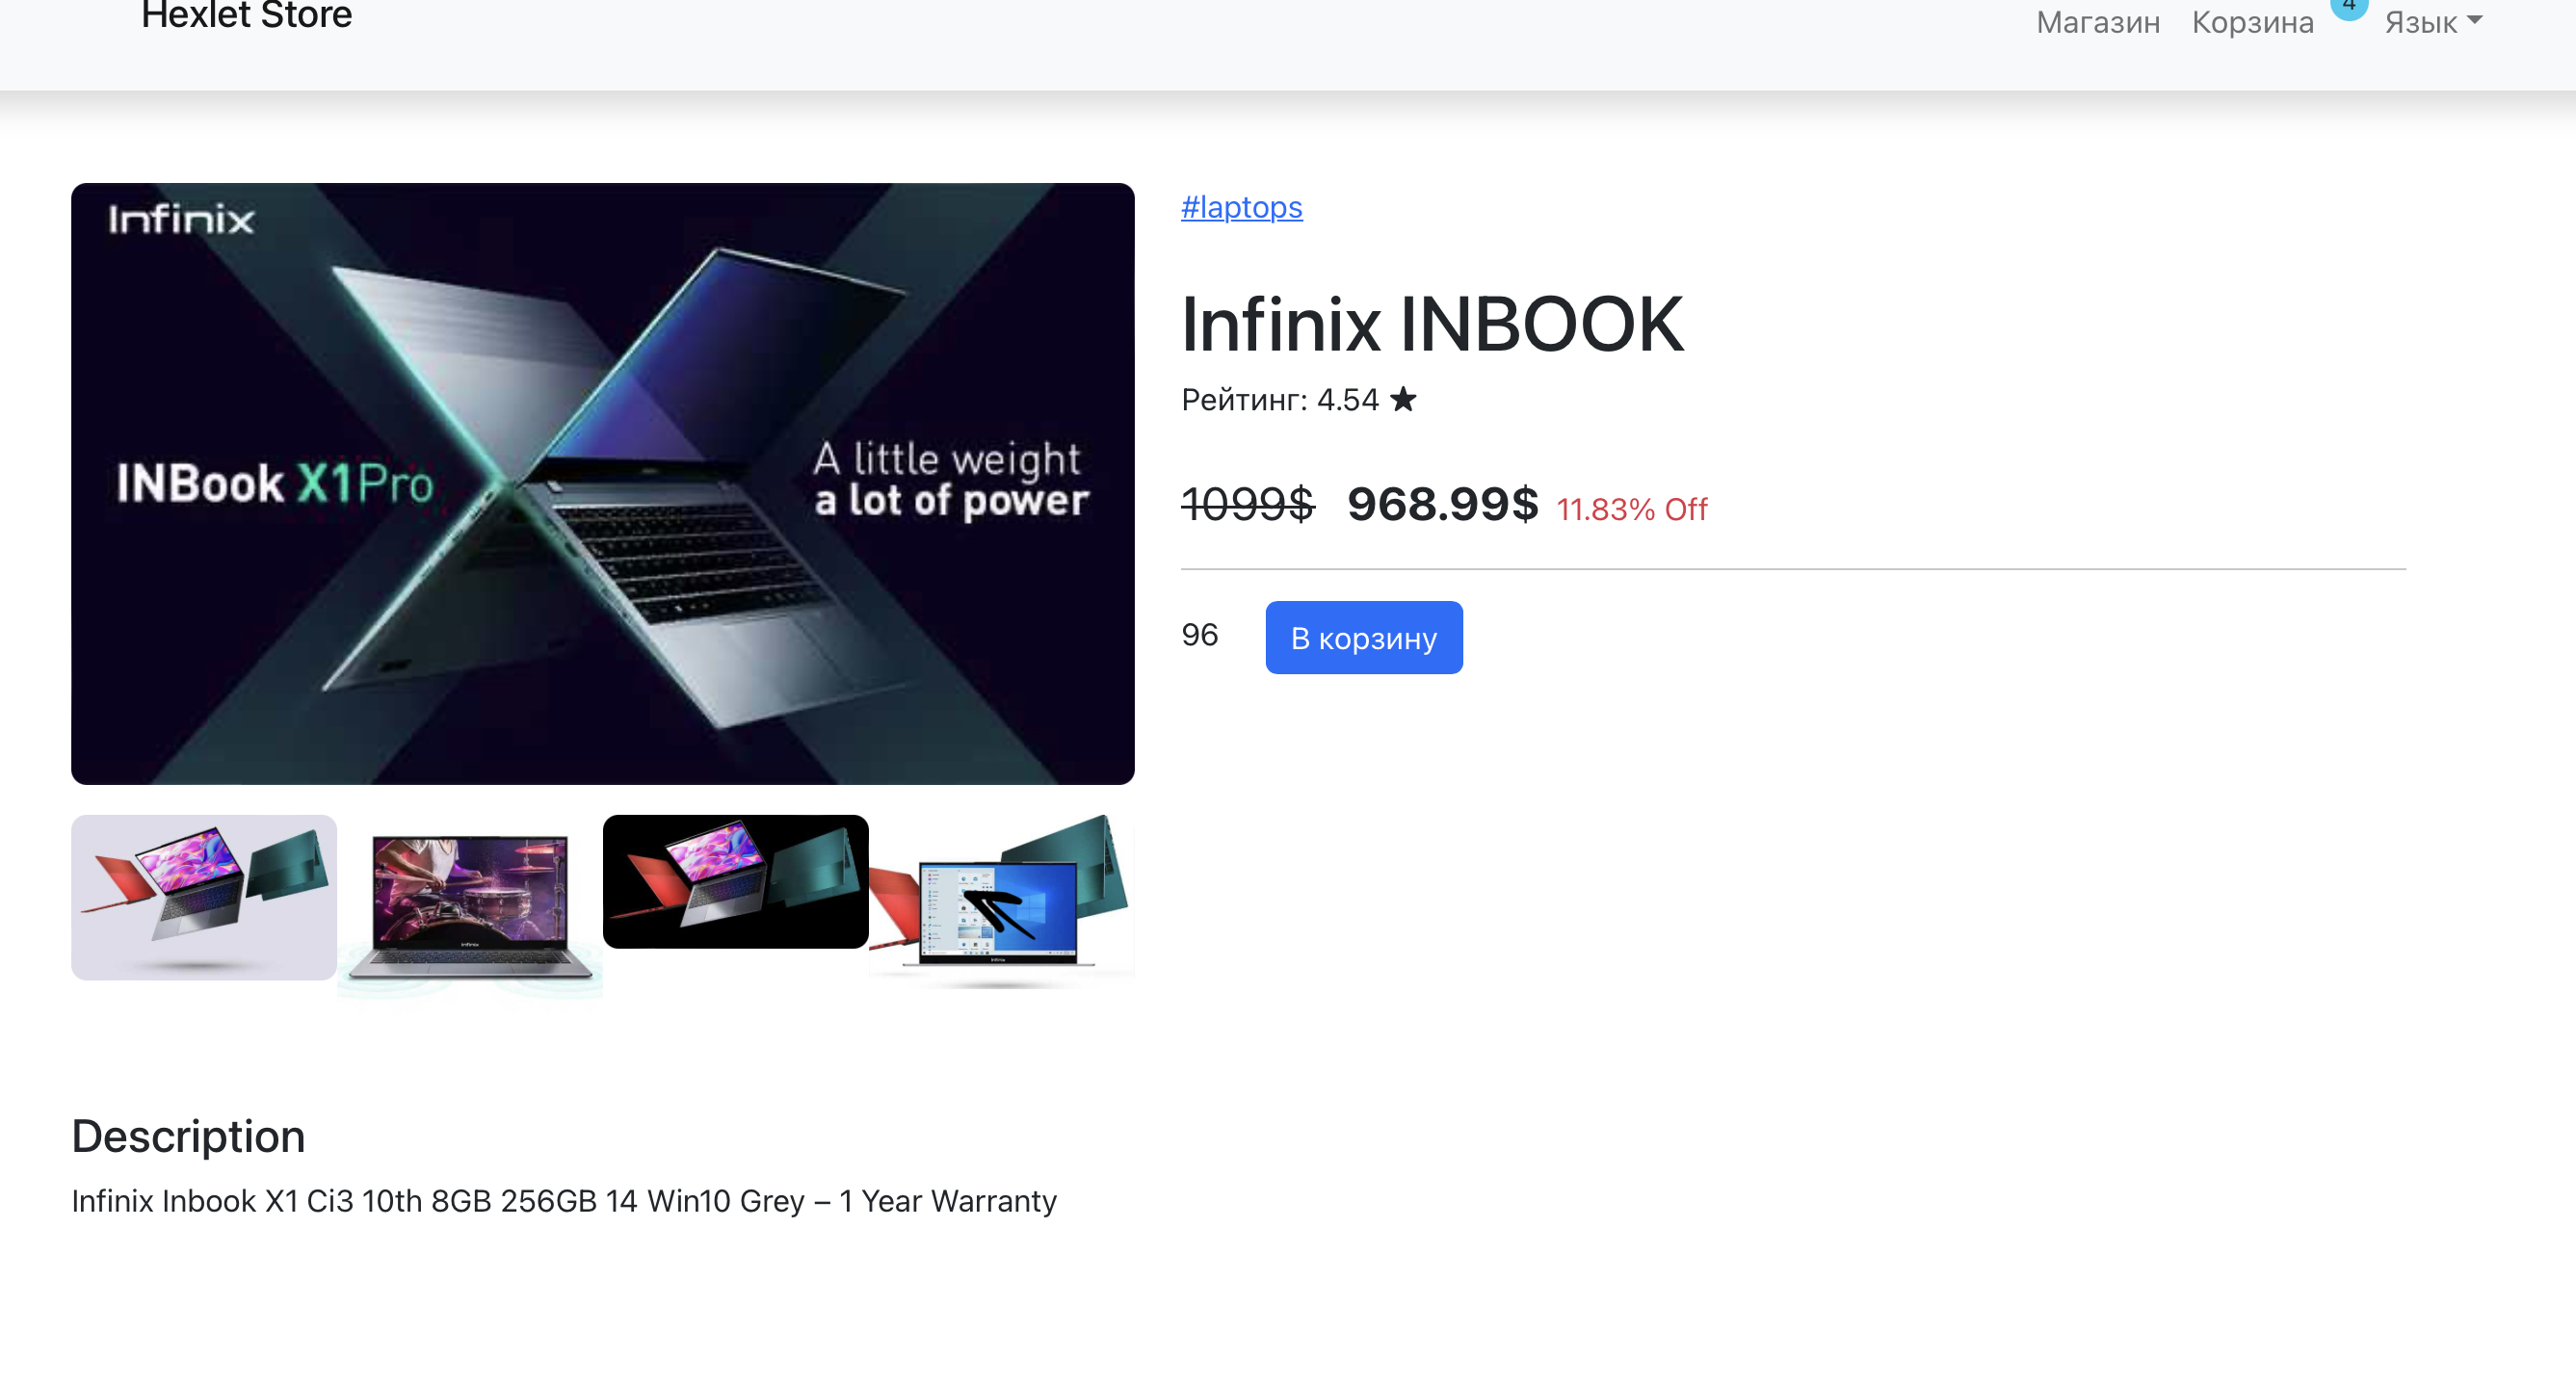 Hexlet Store
Магазин Корзина 4 Язык
Infinix
INBook X1Pro
A little weight
a lot of power
#laptops
Infinix INBOOK
Рейтинг: 4.54
1099$ 968.99$ 11.83% Off
96 В корзину
Description
Infinix Inbook X1 Ci3 10th 8GB 256GB 14 Win10 Grey – 1 Year Warranty